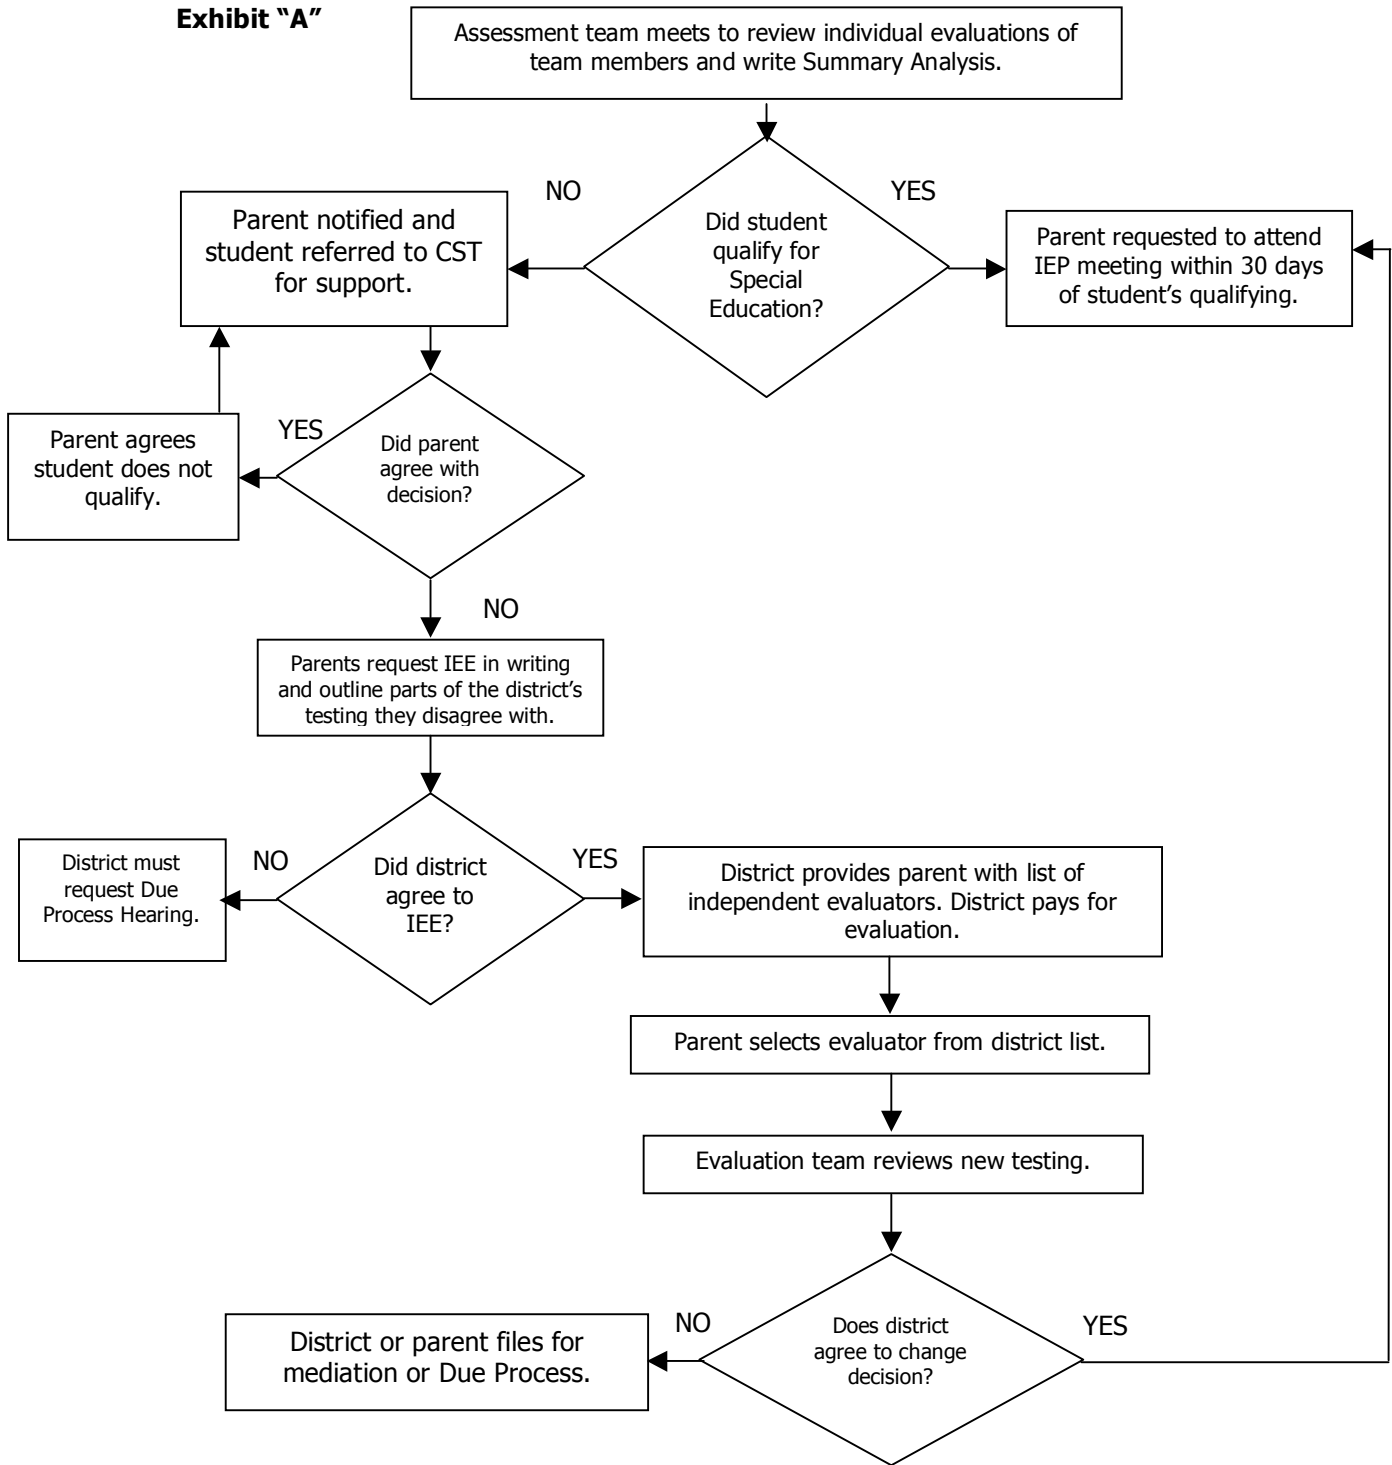 Exhibit “A”
Assessment team meets to review individual evaluations of
team members and write Summary Analysis.
NO
YES
Did student
qualify for
Special
Education?
Parent notified and
student referred to CST
for support.
Parent requested to attend
IEP meeting within 30 days
of student’s qualifying.
YES
Parent agrees
student does not
qualify.
Did parent
agree with
decision?
NO
Parents request IEE in writing
and outline parts of the district’s
testing they disagree with.
District must
request Due
Process Hearing.
NO
Did district
agree to
IEE?
YES
District provides parent with list of
independent evaluators. District pays for
evaluation.
Parent selects evaluator from district list.
Evaluation team reviews new testing.
District or parent files for
mediation or Due Process.
NO
Does district
agree to change
decision?
YES